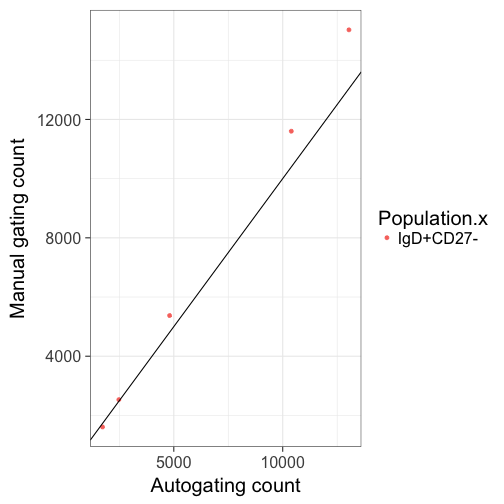 Manual gating count
12000
8000
4000
5000
10000
Autogating count
Population.x
IgD+CD27-